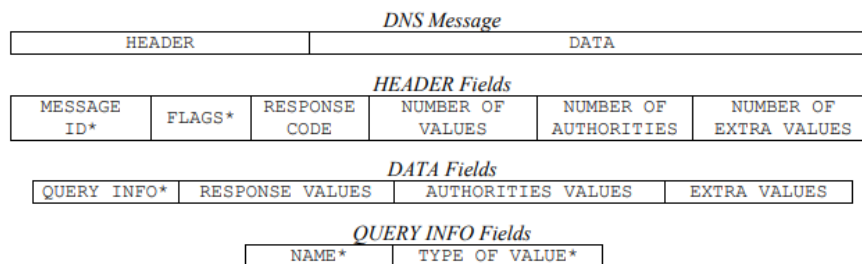 DNS Message
HEADER DATA
HEADER Fields
MESSAGE ID* FLAGS* RESPONSE CODE NUMBER OF VALUES NUMBER OF AUTHORITIES NUMBER OF EXTRA VALUES
DATA Fields
QUERY INFO* RESPONSE VALUES AUTHORITIES VALUES EXTRA VALUES
QUERY INFO Fields
NAME* TYPE OF VALUE*